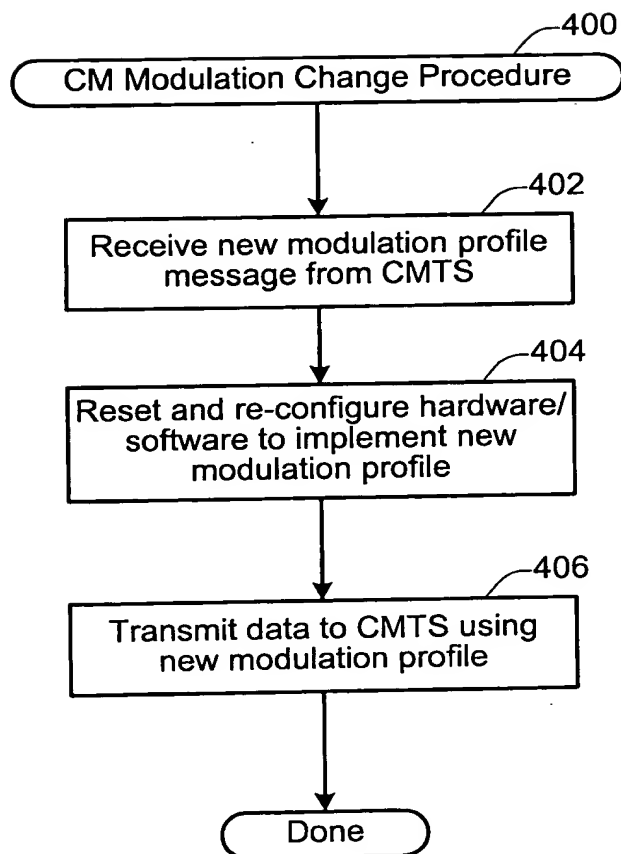 400
CM Modulation Change Procedure
402
Receive new modulation profile
message from CMTS
404
Reset and re-configure hardware/
software to implement new
modulation profile
406
Transmit data to CMTS using
new modulation profile
Done